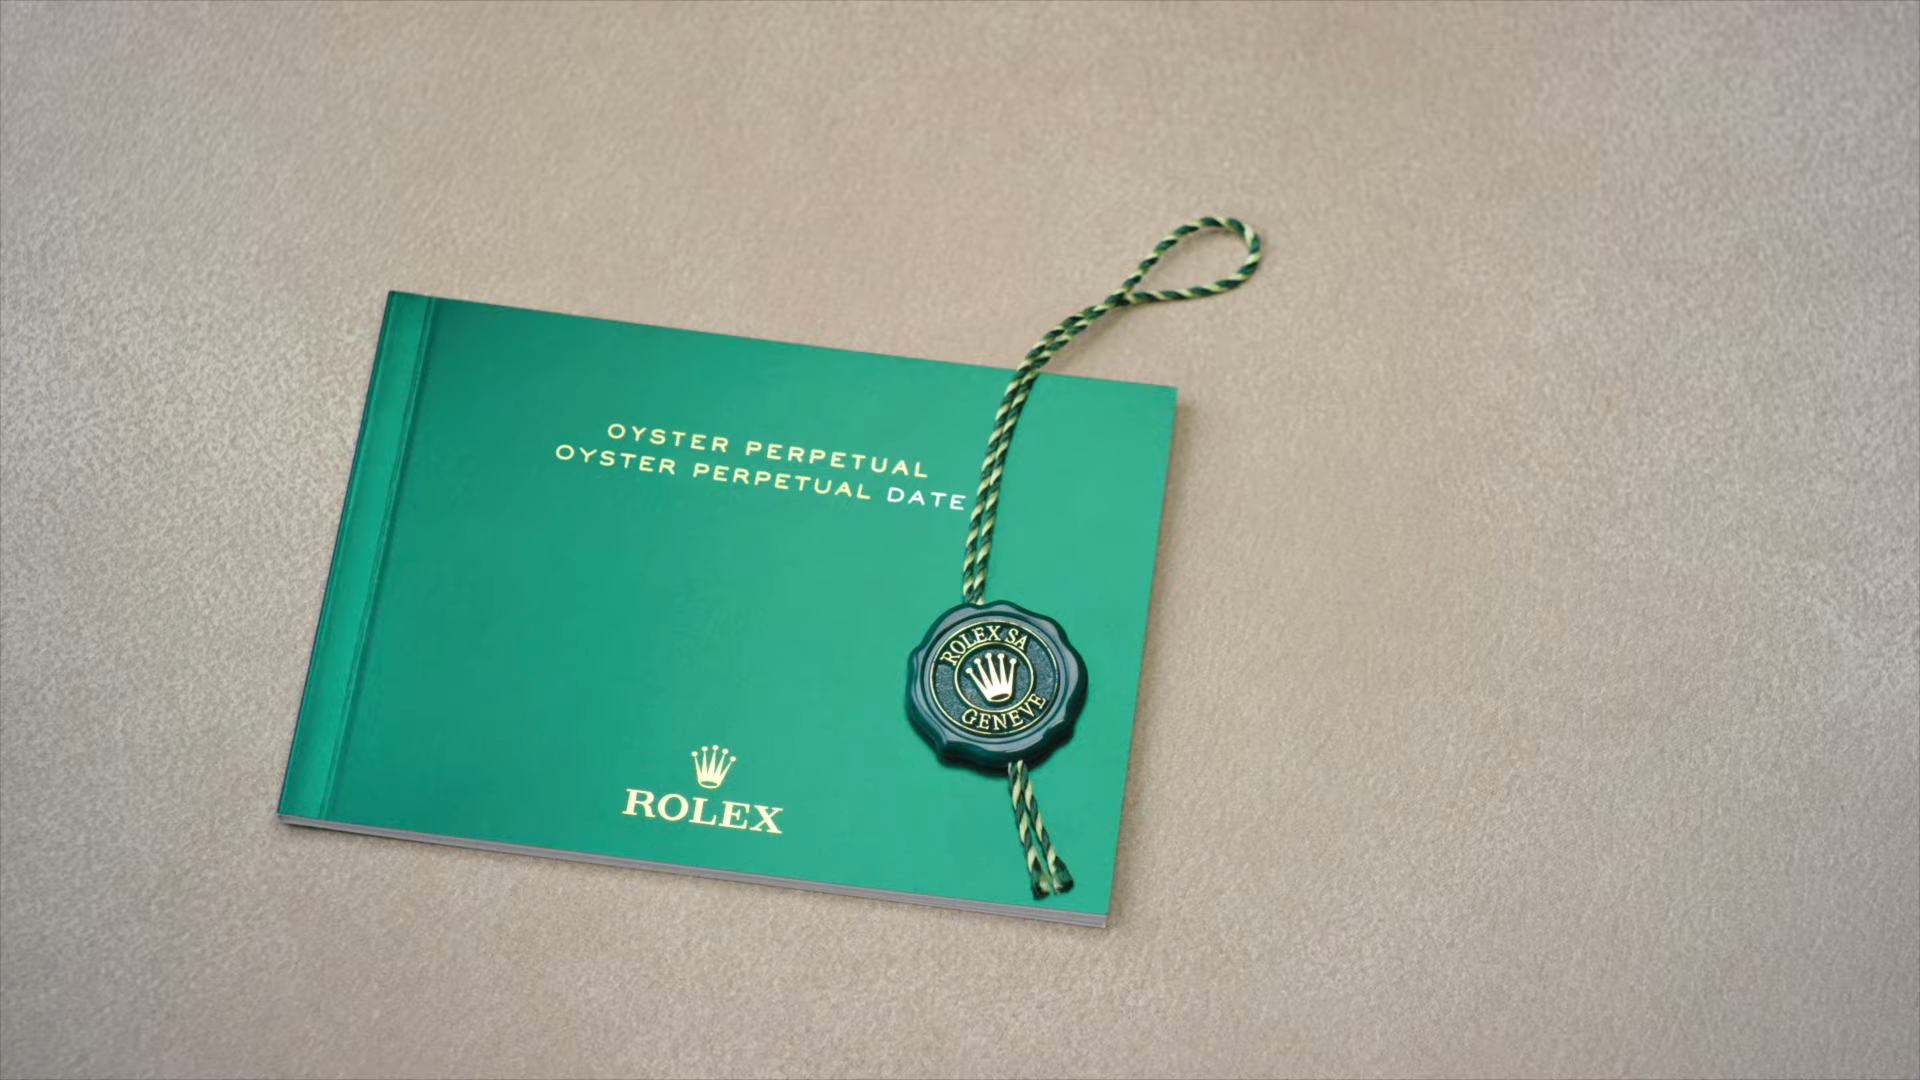 OYSTER PERPETUAL
OYSTER PERPETUAL DATE
ROLEX SA
GENEVE
ROLEX